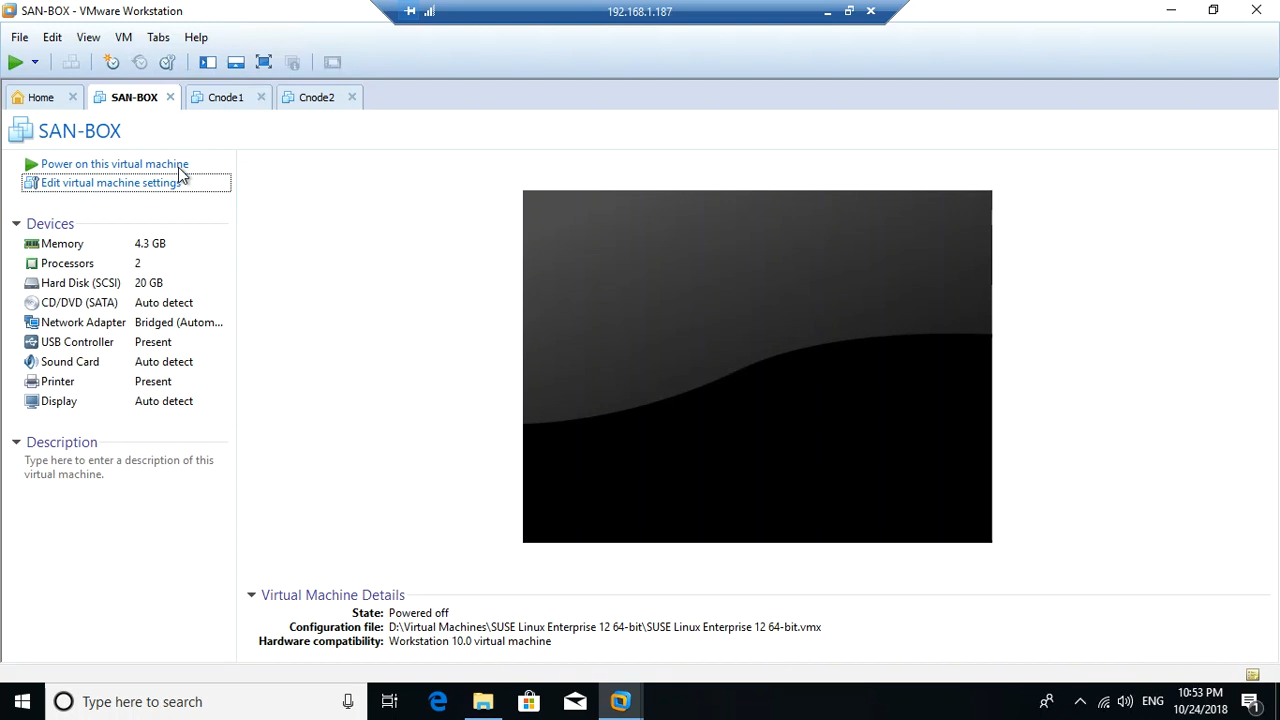 SAN-BOX - VMware Workstation
192.168.1.187
File Edit View VM Tabs Help
Home SAN-BOX Cnode1 Cnode2
SAN-BOX
Power on this virtual machine
Edit virtual machine settings
Devices
Memory 4.3 GB
Processors 2
Hard Disk (SCSI) 20 GB
CD/DVD (SATA) Auto detect
Network Adapter Bridged (Autom...
USB Controller Present
Sound Card Auto detect
Printer Present
Display Auto detect
Description
Type here to enter a description of this
virtual machine.
Virtual Machine Details
State: Powered off
Configuration file: D:\Virtual Machines\SUSE Linux Enterprise 12 64-bit\SUSE Linux Enterprise 12 64-bit.vmx
Hardware compatibility: Workstation 10.0 virtual machine
Type here to search
ENG
10:53 PM
10/24/2018
1